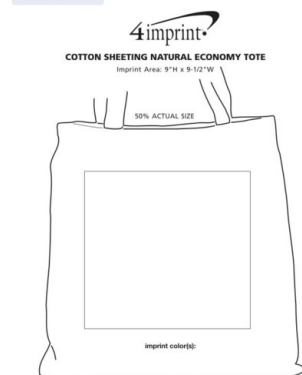 4imprint
COTTON SHEETING NATURAL ECONOMY TOTE
Imprint Area: 9"H x 9-1/2"W
50% ACTUAL SIZE
imprint color(s):